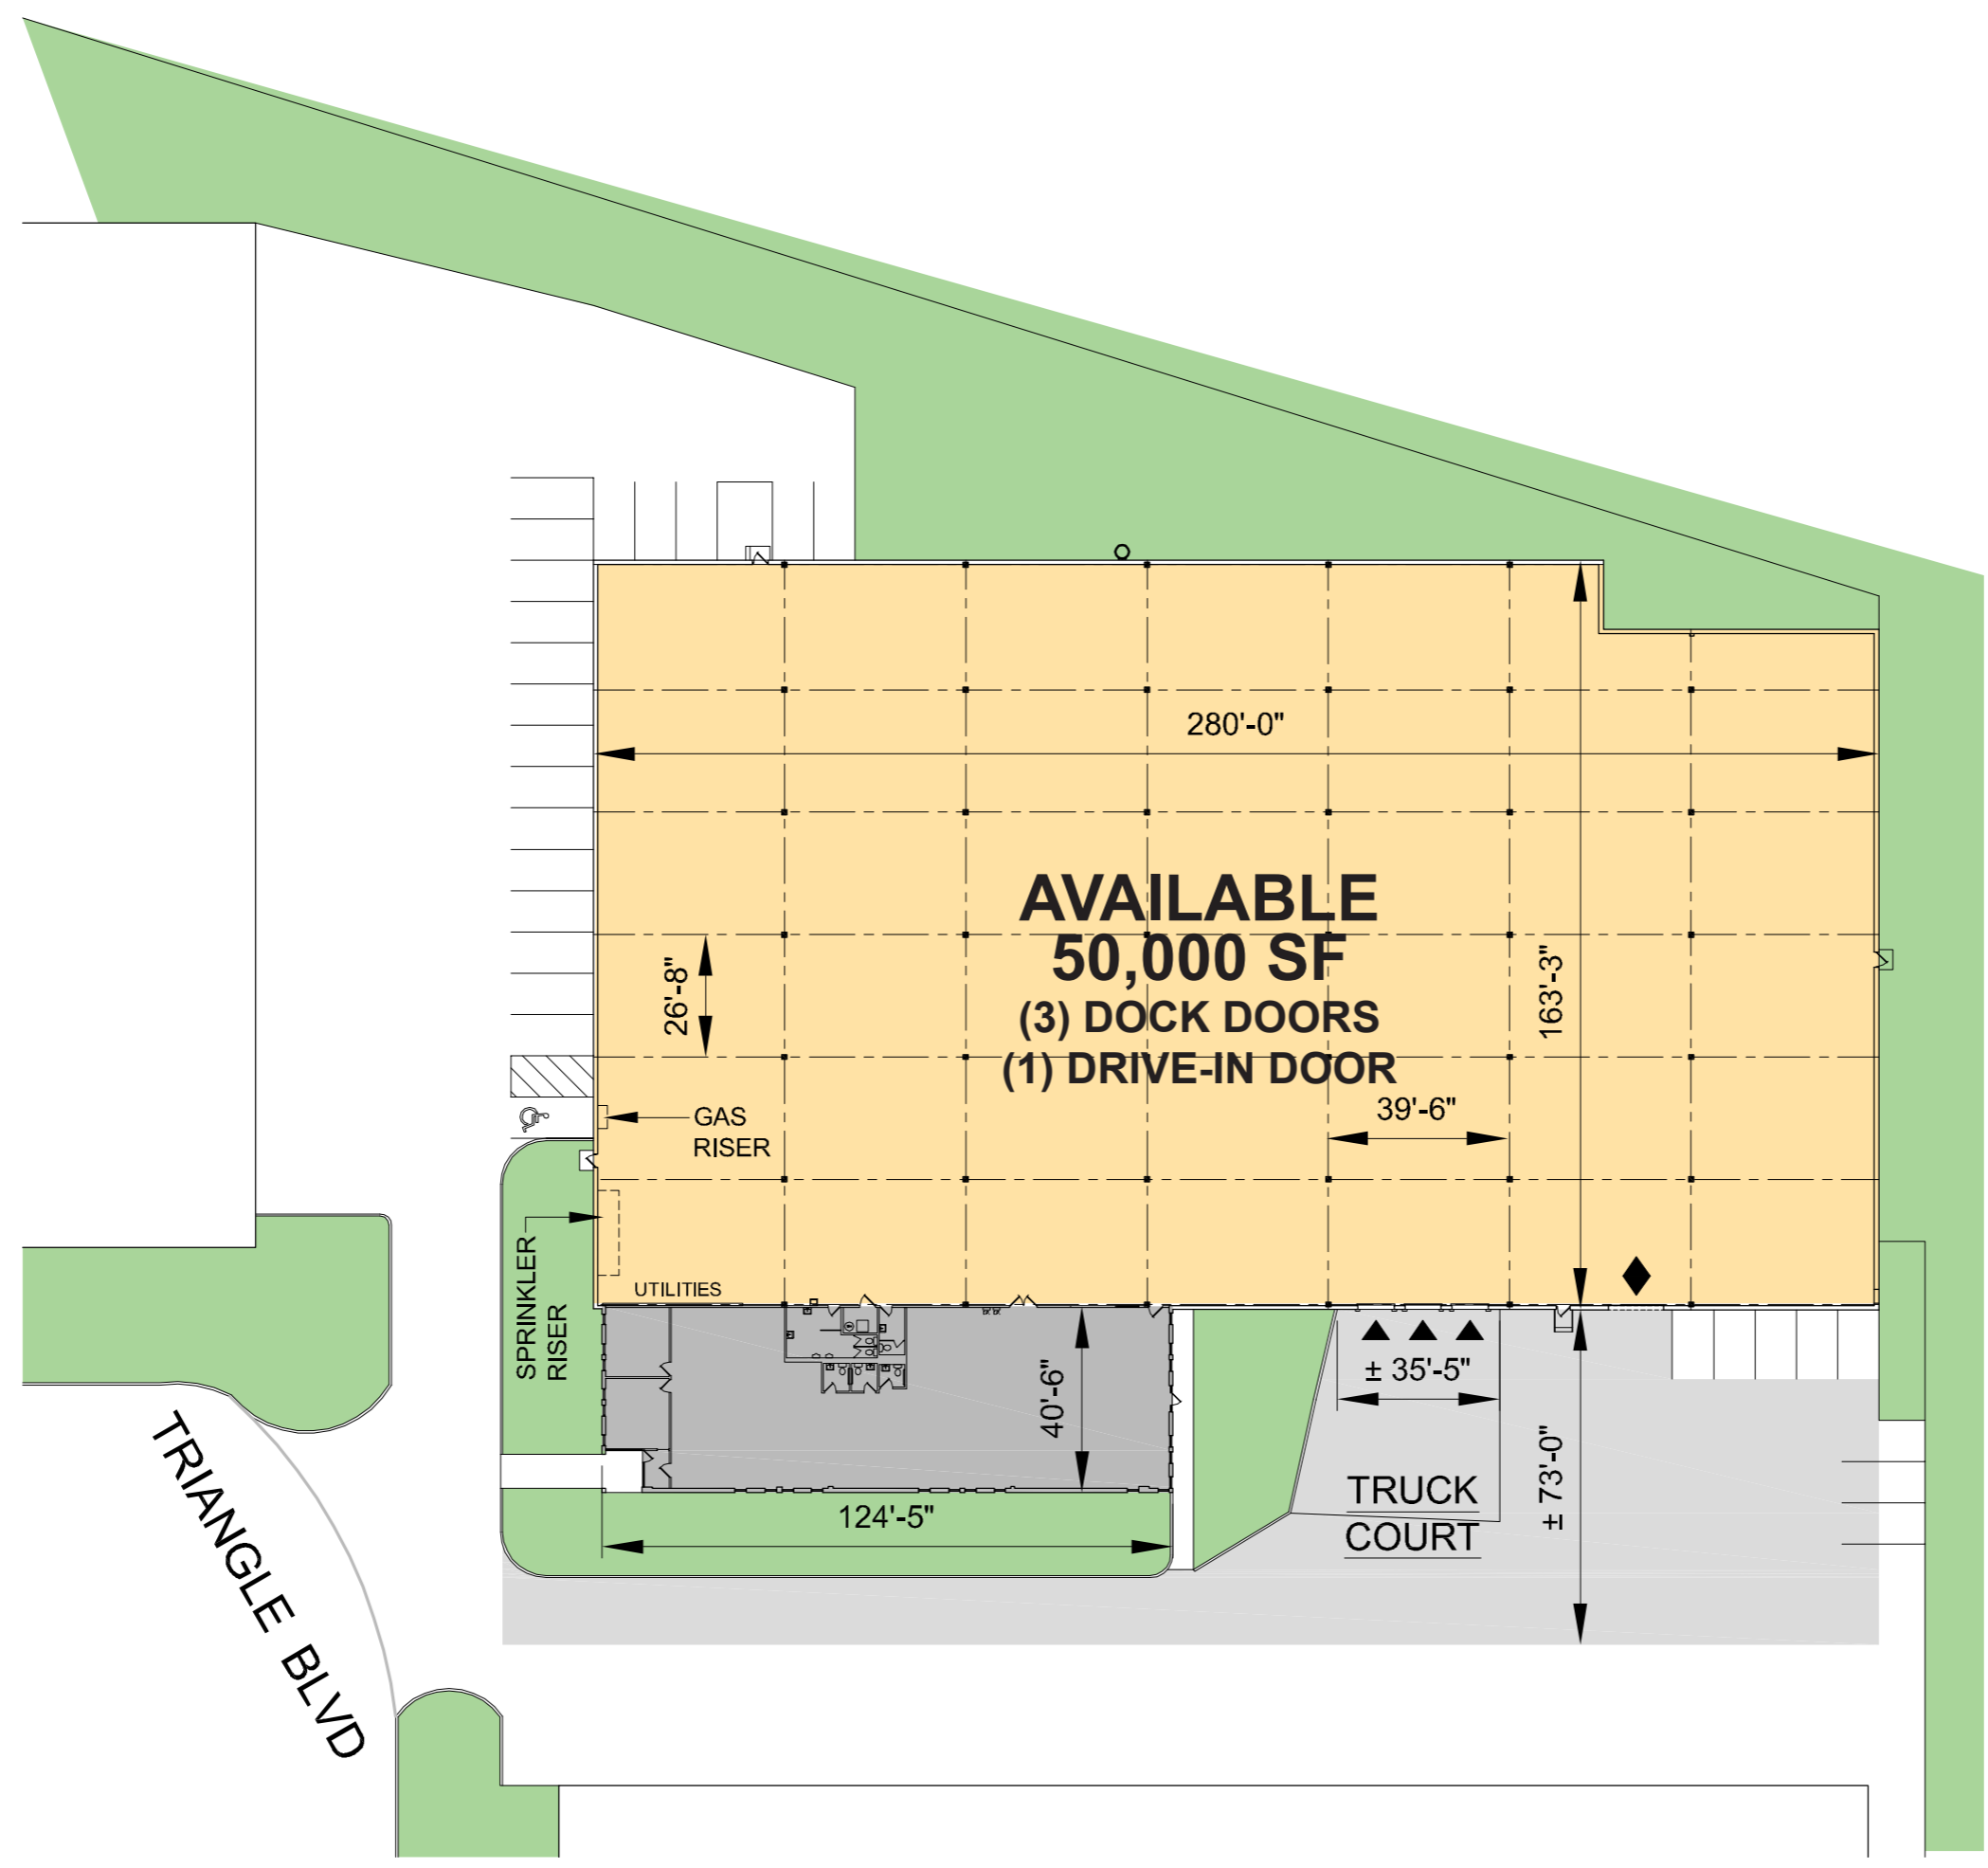 280'-0"
AVAILABLE
50,000 SF
(3) DOCK DOORS
(1) DRIVE-IN DOOR
26'-8"
163'-3"
39'-6"
GAS
RISER
SPRINKLER
RISER
UTILITIES
40'-6"
± 35'-5"
124'-5"
TRUCK
COURT
± 73'-0"
TRIANGLE BLVD